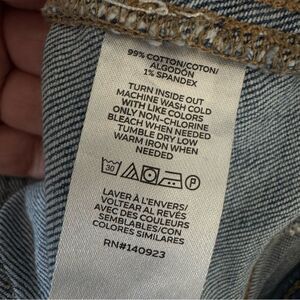 99% COTTON/COTON/
ALGODÓN
1% SPANDEX
TURN INSIDE OUT
MACHINE WASH COLD
WITH LIKE COLORS
ONLY NON-CHLORINE
BLEACH WHEN NEEDED
TUMBLE DRY LOW
WARM IRON WHEN
NEEDED
30 P
LAVER À L'ENVERS/
VOLTEAR AL REVÉS
AVEC DES COULEURS
SEMBLABLES/CON
COLORES SIMILARES
RN#140923